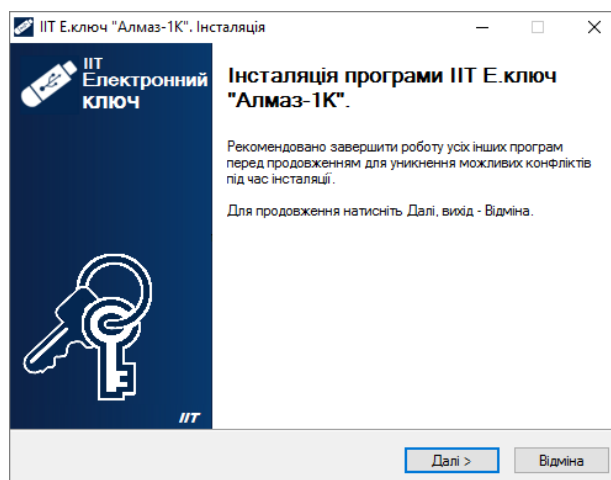 ІІТ Е.ключ "Алмаз-1К". Інсталяція
ІІТ
Електронний
ключ
Інсталяція програми ІІТ Е.ключ
"Алмаз-1К".
Рекомендовано завершити роботу усіх інших програм
перед продовженням для уникнення можливих конфліктів
під час інсталяції.
Для продовження натисніть Далі, вихід - Відміна.
ІІТ
Далі >
Відміна